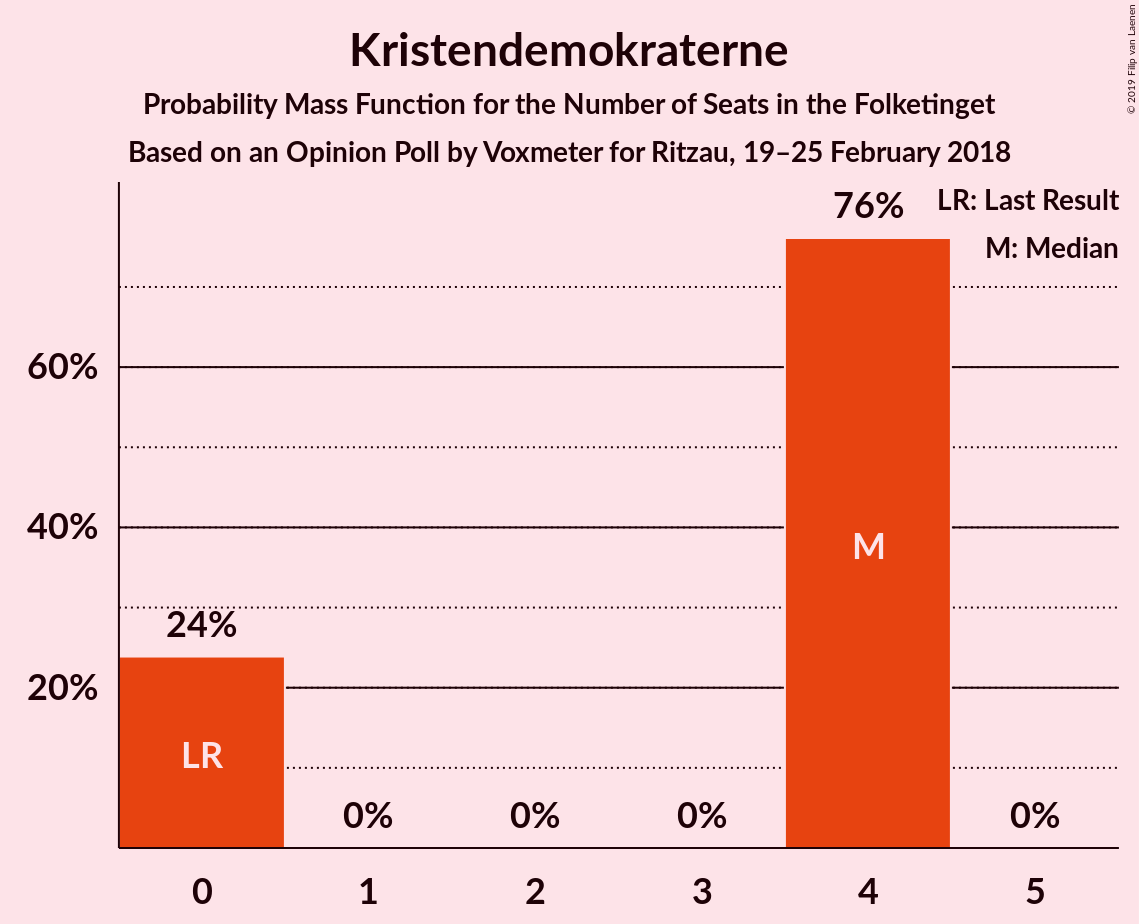 Kristendemokraterne
Probability Mass Function for the Number of Seats in the Folketinget
Based on an Opinion Poll by Voxmeter for Ritzau, 19–25 February 2018
© 2019 Filip van Laenen
LR: Last Result
M: Median
76%
60%
40%
M
24%
20%
LR
0%
0%
0%
0%
0
1
2
3
4
5